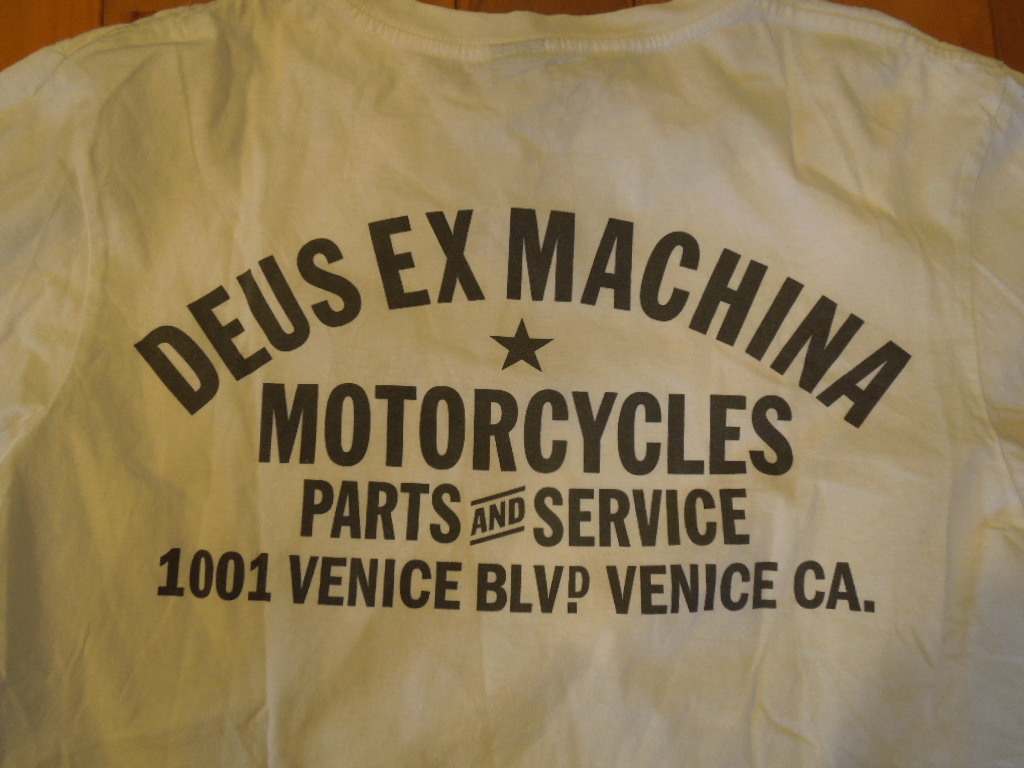 DEUS EX MACHINA
MOTORCYCLES
PARTS AND SERVICE
1001 VENICE BLVD. VENICE CA.